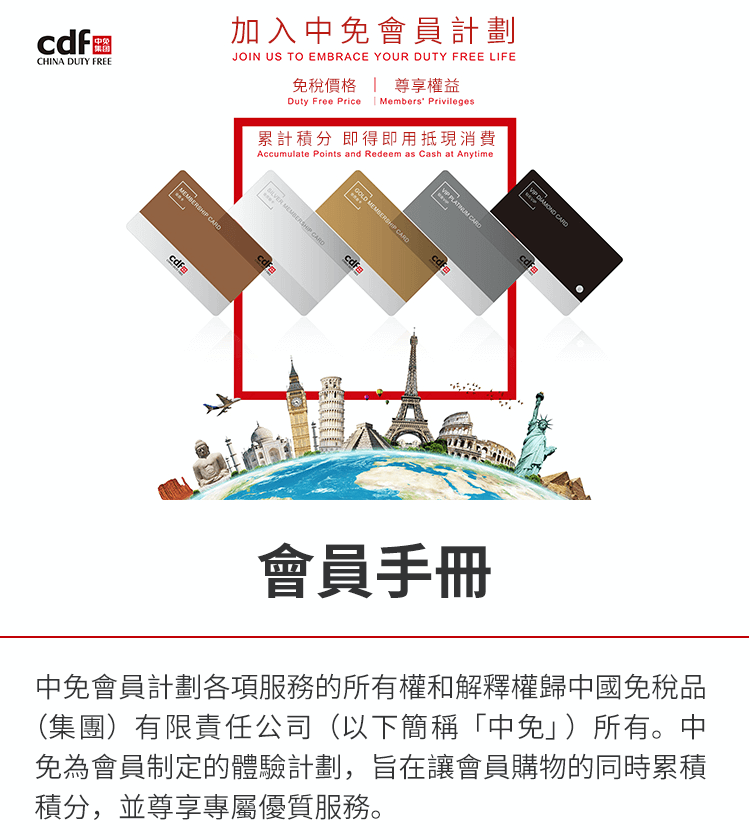 cdf 中免集团
CHINA DUTY FREE
加入中免會員計劃
JOIN US TO EMBRACE YOUR DUTY FREE LIFE
免稅價格 | 尊享權益
Duty Free Price | Members' Privileges
累計積分 即得即用抵現消費
Accumulate Points and Redeem as Cash at Anytime
MEMBERSHIP CARD
SILVER MEMBERSHIP CARD
GOLD MEMBERSHIP CARD
VIP PLATINUM CARD
VIP DIAMOND CARD
cdf
cdf
cdf
cdf
cdf
會員手冊
中免會員計劃各項服務的所有權和解釋權歸中國免稅品
（集團）有限責任公司（以下簡稱「中免」）所有。中
免為會員制定的體驗計劃，旨在讓會員購物的同時累積
積分，並尊享專屬優質服務。